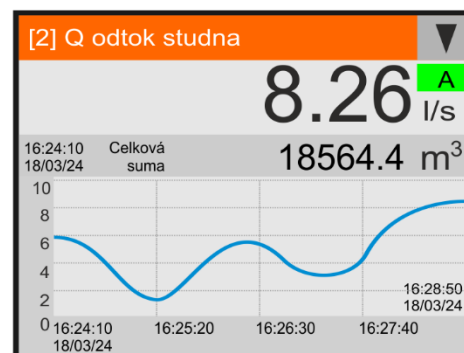 [2] Q odtok studna
8.26
A
l/s
16:24:10 Celková
18/03/24 suma
18564.4 m³
10
8
6
4
2
0
16:28:50
18/03/24
16:24:10 16:25:20 16:26:30 16:27:40
18/03/24